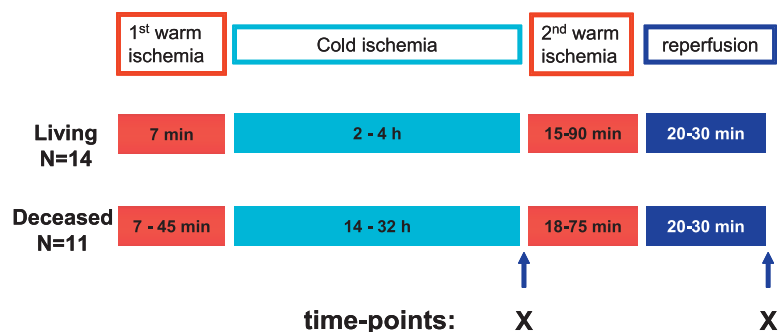 1st warm ischemia
Cold ischemia
2nd warm ischemia
reperfusion
Living N=14
7 min
2 - 4 h
15-90 min
20-30 min
Deceased N=11
7 - 45 min
14 - 32 h
18-75 min
20-30 min
time-points: X X